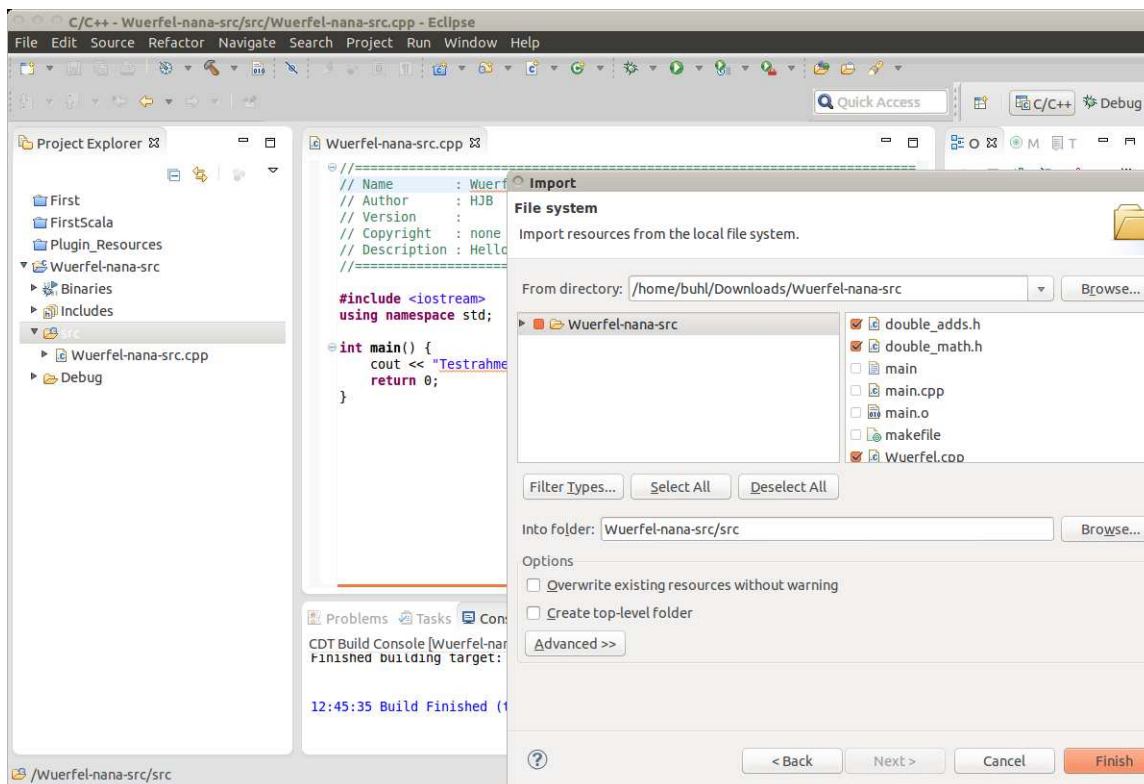 C/C++ - Wuerfel-nana-src/src/Wuerfel-nana-src.cpp - Eclipse
File Edit Source Refactor Navigate Search Project Run Window Help
Quick Access
C/C++ Debug
Project Explorer
First
FirstScala
Plugin_Resources
Wuerfel-nana-src
Binaries
Includes
src
Wuerfel-nana-src.cpp
Debug
Wuerfel-nana-src.cpp
//=========================================================================
// Name : Wuerf
// Author : HJB
// Version :
// Copyright : none
// Description : Hello
//====================
#include <iostream>
using namespace std;
int main() {
cout << "Testrahme
return 0;
}
O M T
Import
File system
Import resources from the local file system.
From directory: /home/buhl/Downloads/Wuerfel-nana-src Browse...
Wuerfel-nana-src
double_adds.h
double_math.h
main
main.cpp
main.o
makefile
Wuerfel.cpp
Filter Types... Select All Deselect All
Into folder: Wuerfel-nana-src/src Browse...
Options
Overwrite existing resources without warning
Create top-level folder
Advanced >>
< Back Next > Cancel Finish
Problems Tasks Cons
CDT Build Console [Wuerfel-nar
Finished building target:
12:45:35 Build Finished (t
/Wuerfel-nana-src/src